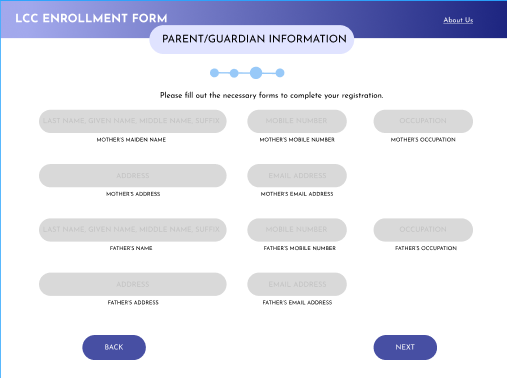 LCC ENROLLMENT FORM
About Us
PARENT/GUARDIAN INFORMATION
Please fill out the necessary forms to complete your registration.
LAST NAME, GIVEN NAME, MIDDLE NAME, SUFFIX
MOBILE NUMBER
OCCUPATION
MOTHER'S MAIDEN NAME
MOTHER'S MOBILE NUMBER
MOTHER'S OCCUPATION
ADDRESS
EMAIL ADDRESS
MOTHER'S ADDRESS
MOTHER'S EMAIL ADDRESS
LAST NAME, GIVEN NAME, MIDDLE NAME, SUFFIX
MOBILE NUMBER
OCCUPATION
FATHER'S NAME
FATHER'S MOBILE NUMBER
FATHER'S OCCUPATION
ADDRESS
EMAIL ADDRESS
FATHER'S ADDRESS
FATHER'S EMAIL ADDRESS
BACK
NEXT